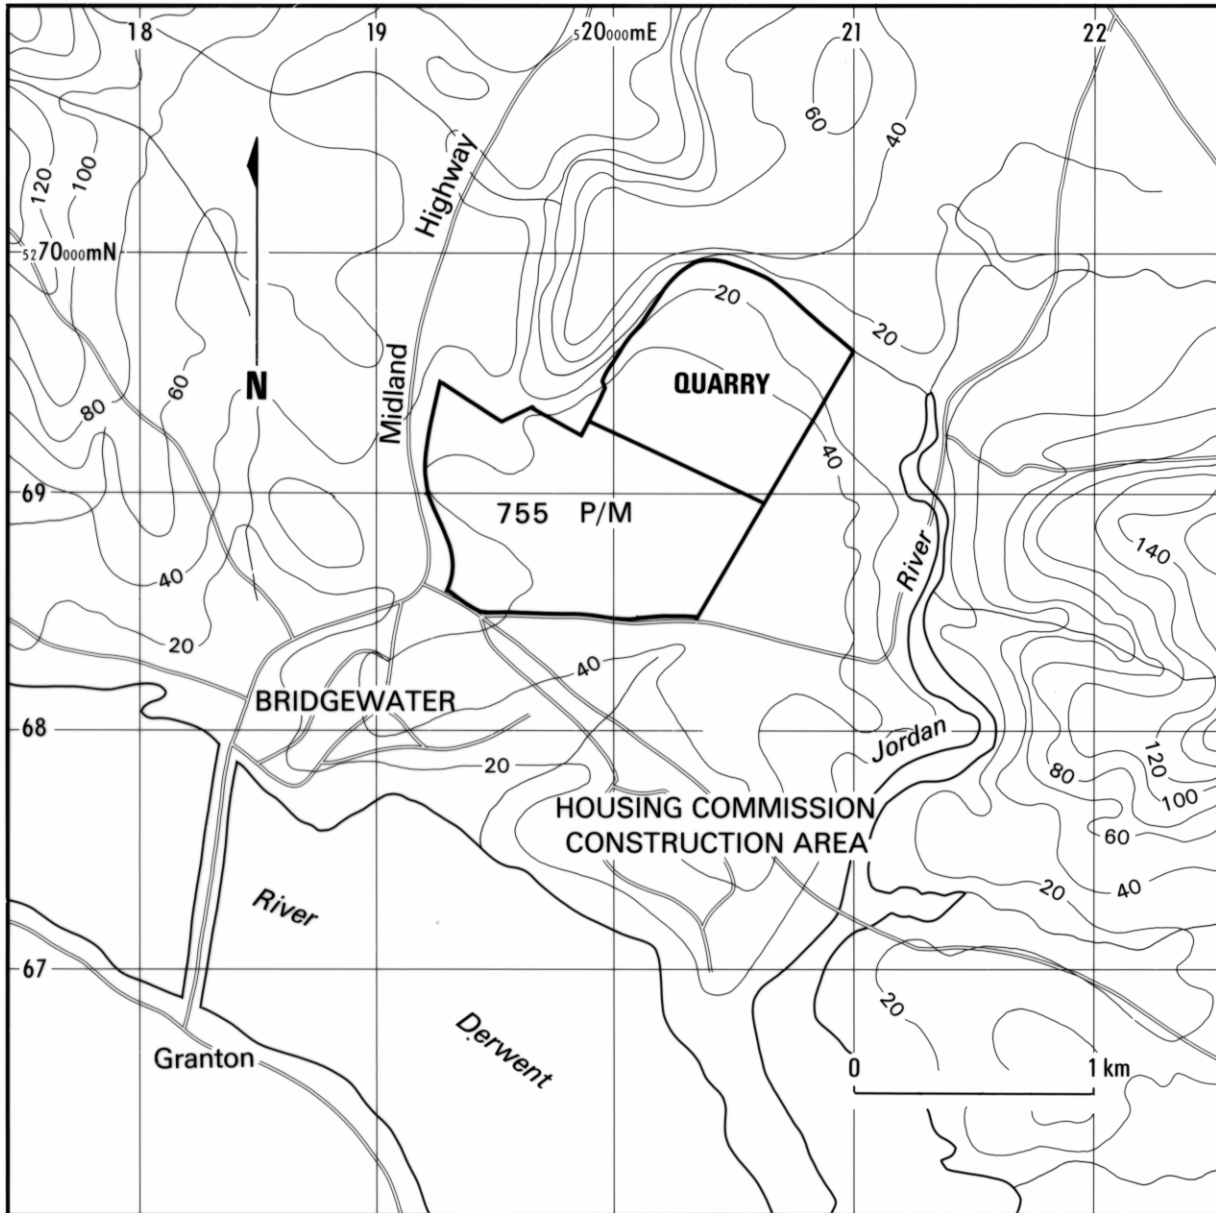 18 19 520000mE 21 22
60
40
120
100
Highway
5270000mN
20
20
Midland
60
N
QUARRY
80
40
69
755 P/M
140
River
40
20
40
BRIDGEWATER
68
Jordan
20
120
80
100
HOUSING COMMISSION
CONSTRUCTION AREA
60
20
40
River
67
20
Derwent
Granton
0 1 km